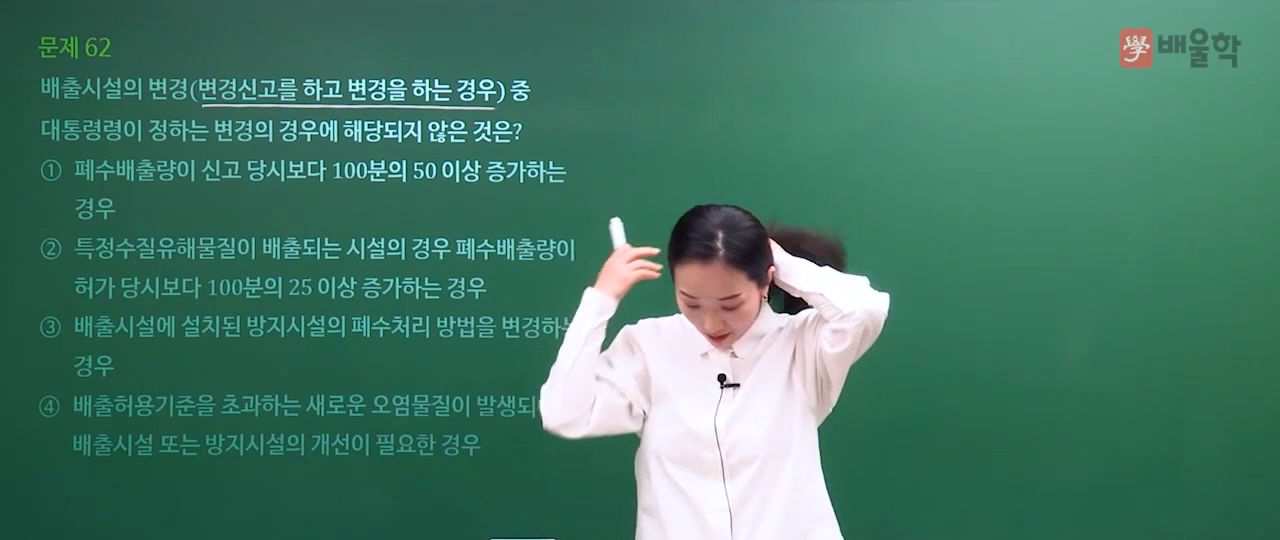 문제 62
學배울학
배출시설의 변경(변경신고를 하고 변경을 하는 경우) 중
대통령령이 정하는 변경의 경우에 해당되지 않은 것은?
① 폐수배출량이 신고 당시보다 100분의 50 이상 증가하는
경우
② 특정수질유해물질이 배출되는 시설의 경우 폐수배출량이
허가 당시보다 100분의 25 이상 증가하는 경우
③ 배출시설에 설치된 방지시설의 폐수처리 방법을 변경하는
경우
④ 배출허용기준을 초과하는 새로운 오염물질이 발생되
배출시설 또는 방지시설의 개선이 필요한 경우